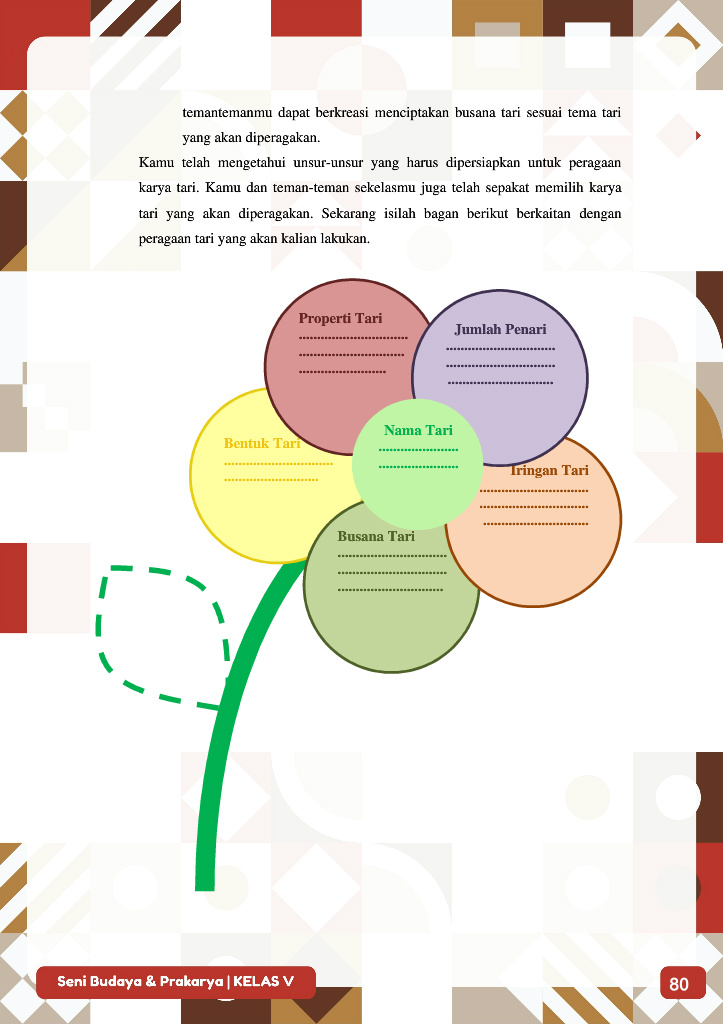 temantemanmu dapat berkreasi menciptakan busana tari sesuai tema tari
yang akan diperagakan.
Kamu telah mengetahui unsur-unsur yang harus dipersiapkan untuk peragaan
karya tari. Kamu dan teman-teman sekelasmu juga telah sepakat memilih karya
tari yang akan diperagakan. Sekarang isilah bagan berikut berkaitan dengan
peragaan tari yang akan kalian lakukan.
Properti Tari
Jumlah Penari
Nama Tari
Bentuk Tari
Iringan Tari
Busana Tari
Seni Budaya & Prakarya | KELAS V
80